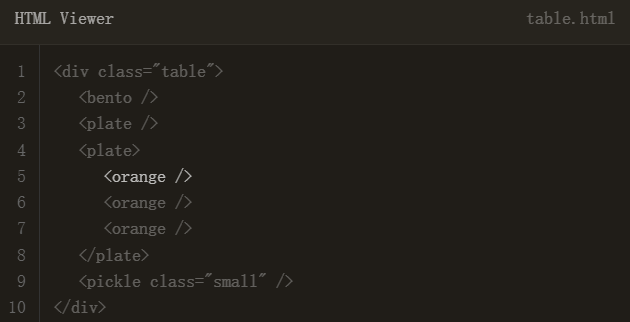 HTML Viewer table.html
1 <div class="table">
2 <bento />
3 <plate />
4 <plate>
5 <orange />
6 <orange />
7 <orange />
8 </plate>
9 <pickle class="small" />
10 </div>